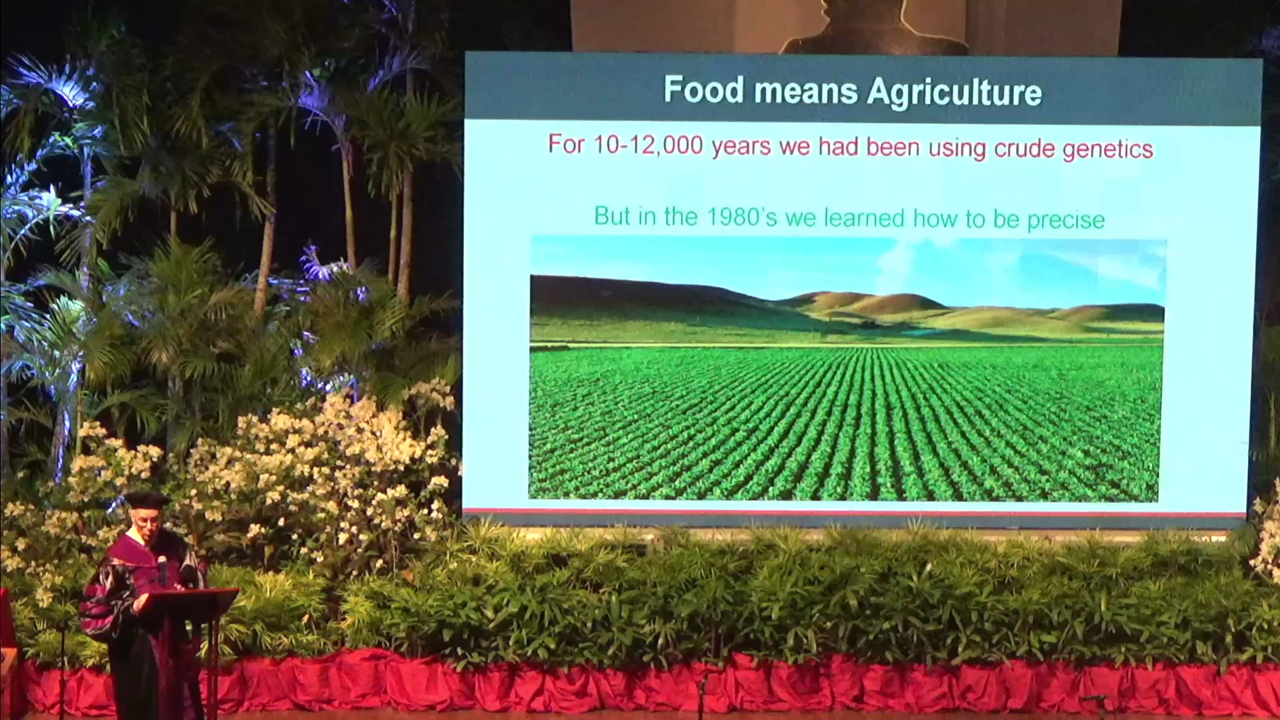 Food means Agriculture
For 10-12,000 years we had been using crude genetics
But in the 1980's we learned how to be precise